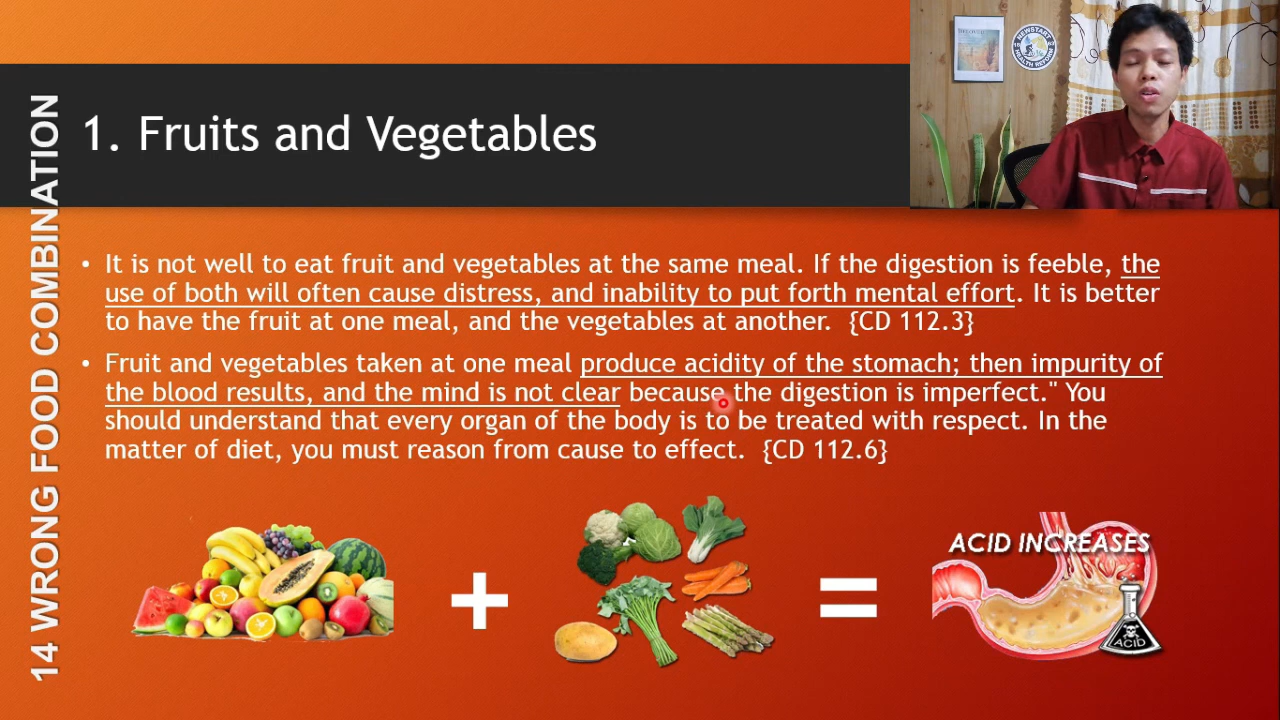 14 WRONG FOOD COMBINATION
1. Fruits and Vegetables
NEWSTART
HEALTH REFORM
• It is not well to eat fruit and vegetables at the same meal. If the digestion is feeble, the
use of both will often cause distress, and inability to put forth mental effort. It is better
to have the fruit at one meal, and the vegetables at another. {CD 112.3}
• Fruit and vegetables taken at one meal produce acidity of the stomach; then impurity of
the blood results, and the mind is not clear because the digestion is imperfect." You
should understand that every organ of the body is to be treated with respect. In the
matter of diet, you must reason from cause to effect. {CD 112.6}
+
=
ACID INCREASES
ACID